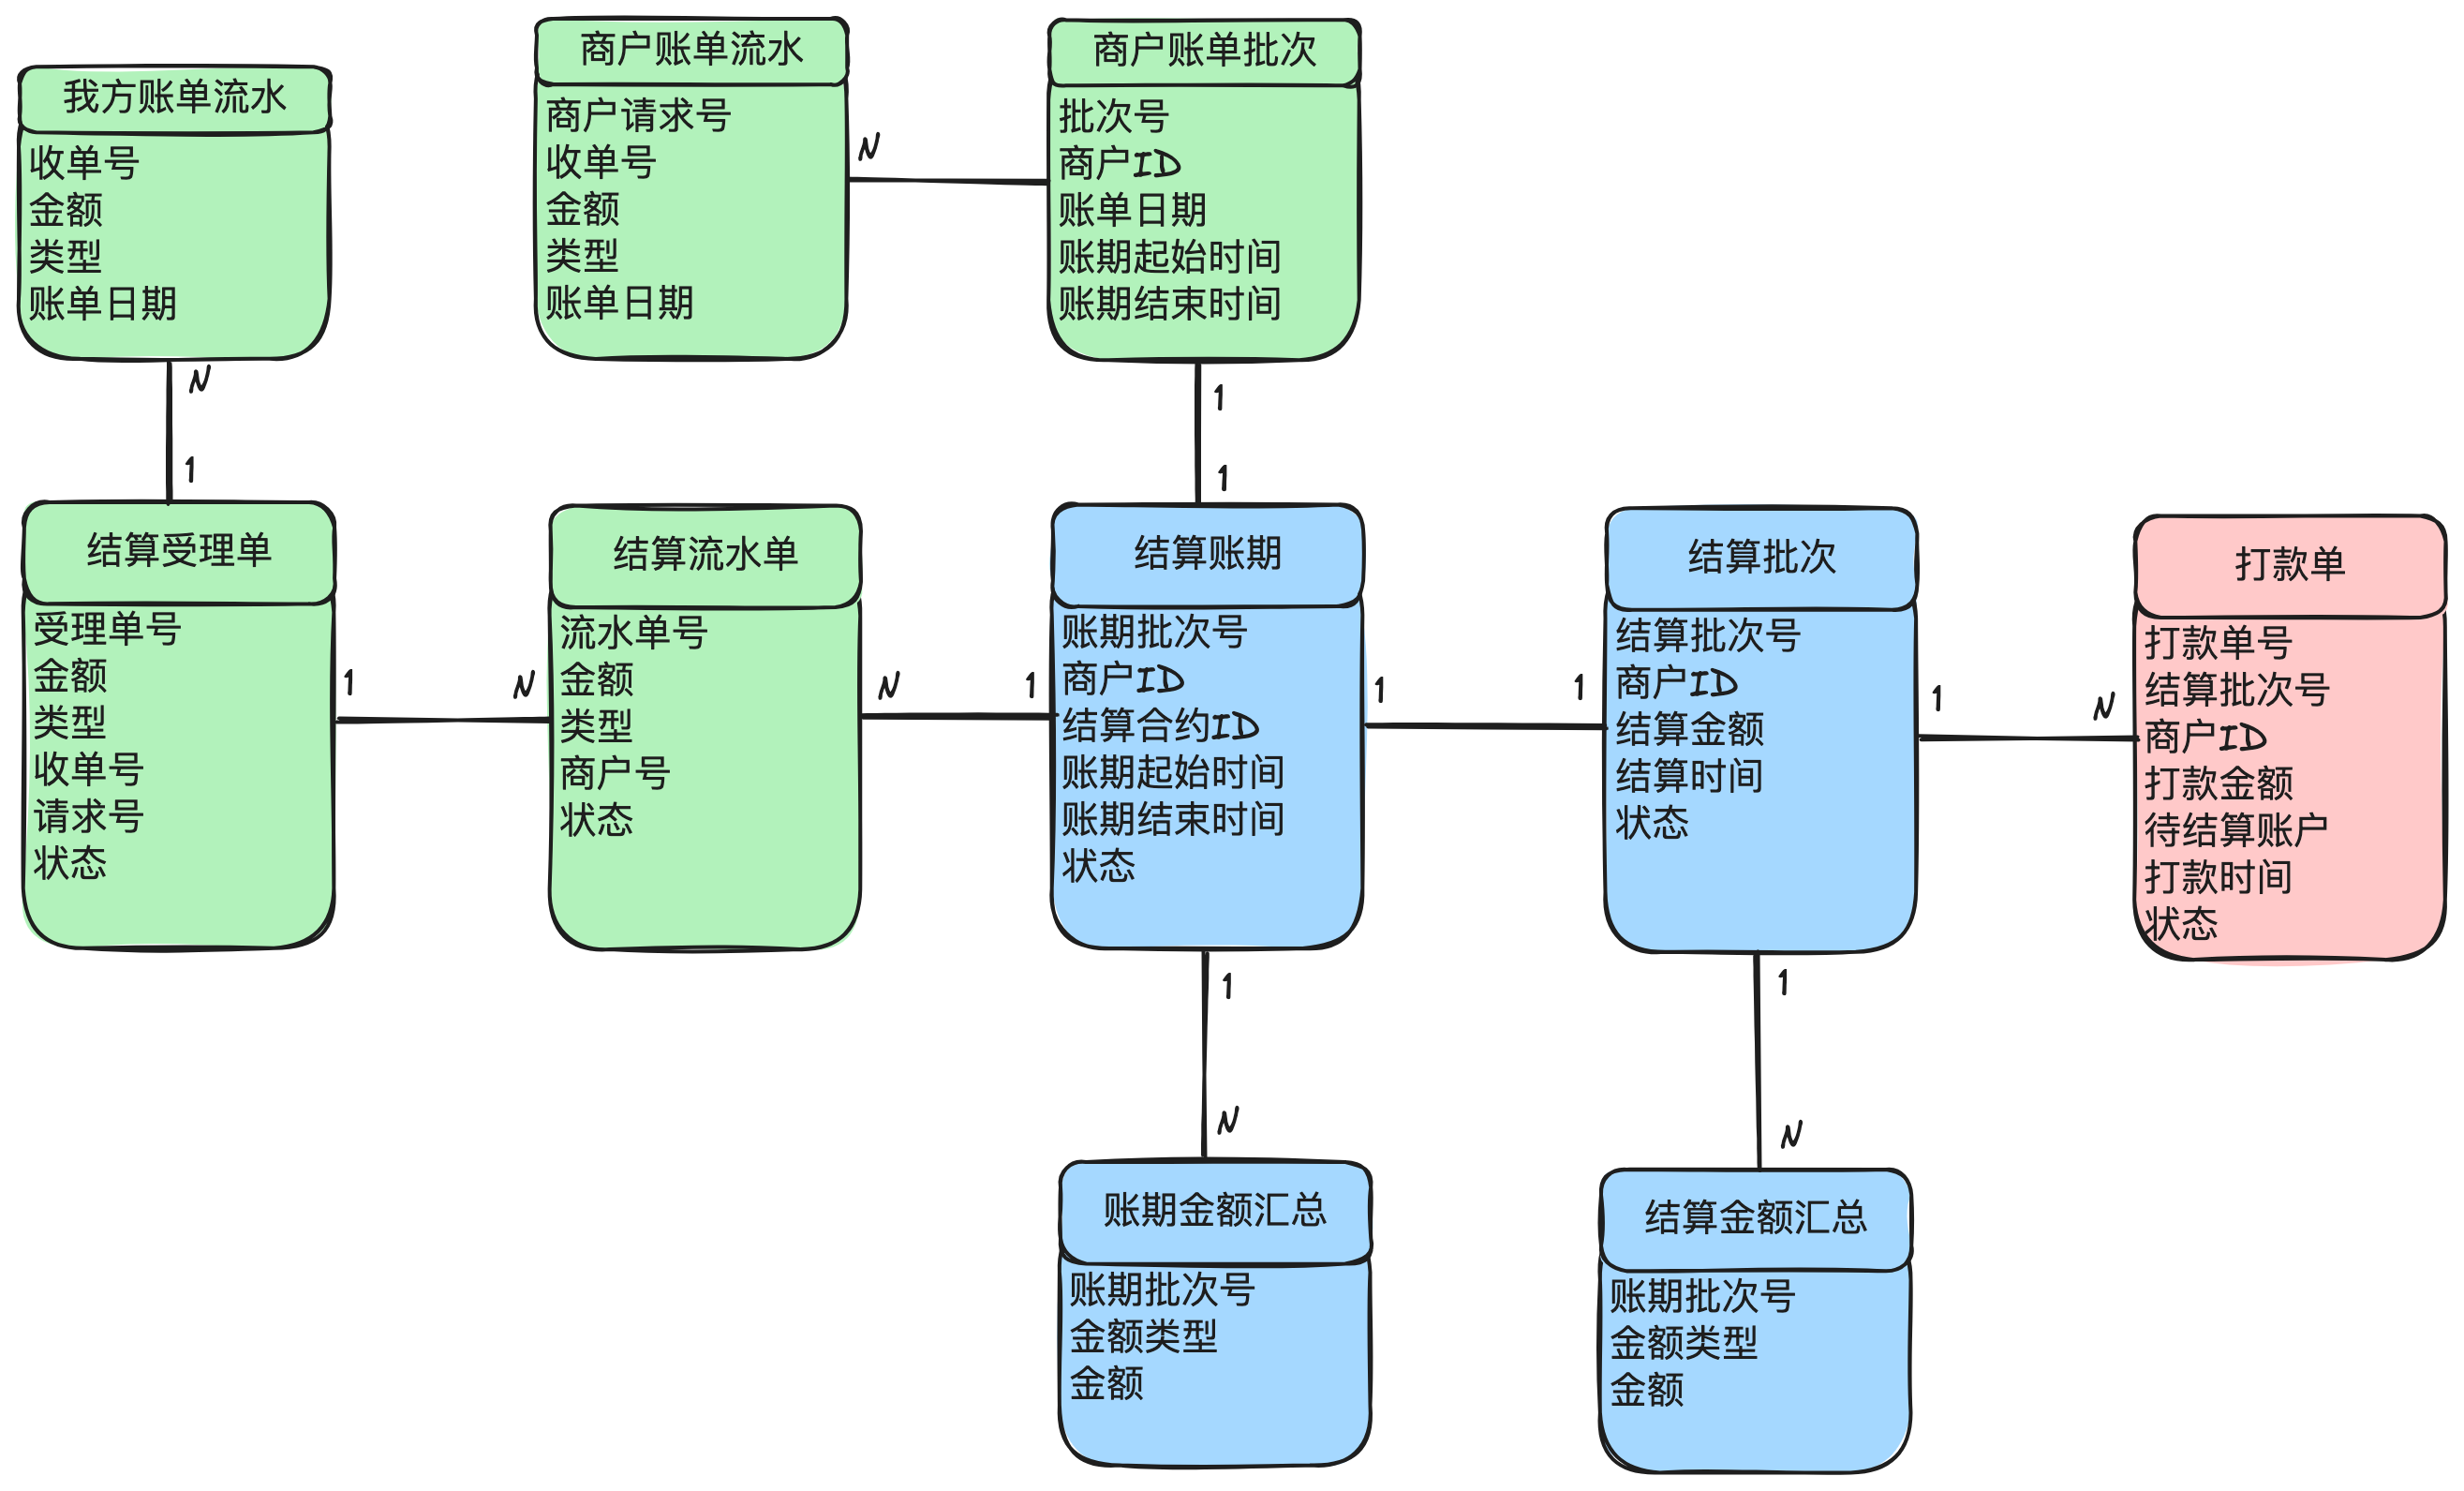 我方账单流水
收单号
金额
类型
账单日期
商户账单流水
商户请求号
收单号
金额
类型
账单日期
N
商户账单批次
批次号
商户ID
账单日期
账期起始时间
账期结束时间
N
1
1
1
结算受理单
受理单号
金额
类型
收单号
请求号
状态
1
N
结算流水单
流水单号
金额
类型
商户号
状态
N
1
结算账期
账期批次号
商户ID
结算合约ID
账期起始时间
账期结束时间
状态
1
1
结算批次
结算批次号
商户ID
结算金额
结算时间
状态
1
N
打款单
打款单号
结算批次号
商户ID
打款金额
待结算账户
打款时间
状态
1
N
1
N
账期金额汇总
账期批次号
金额类型
金额
结算金额汇总
账期批次号
金额类型
金额